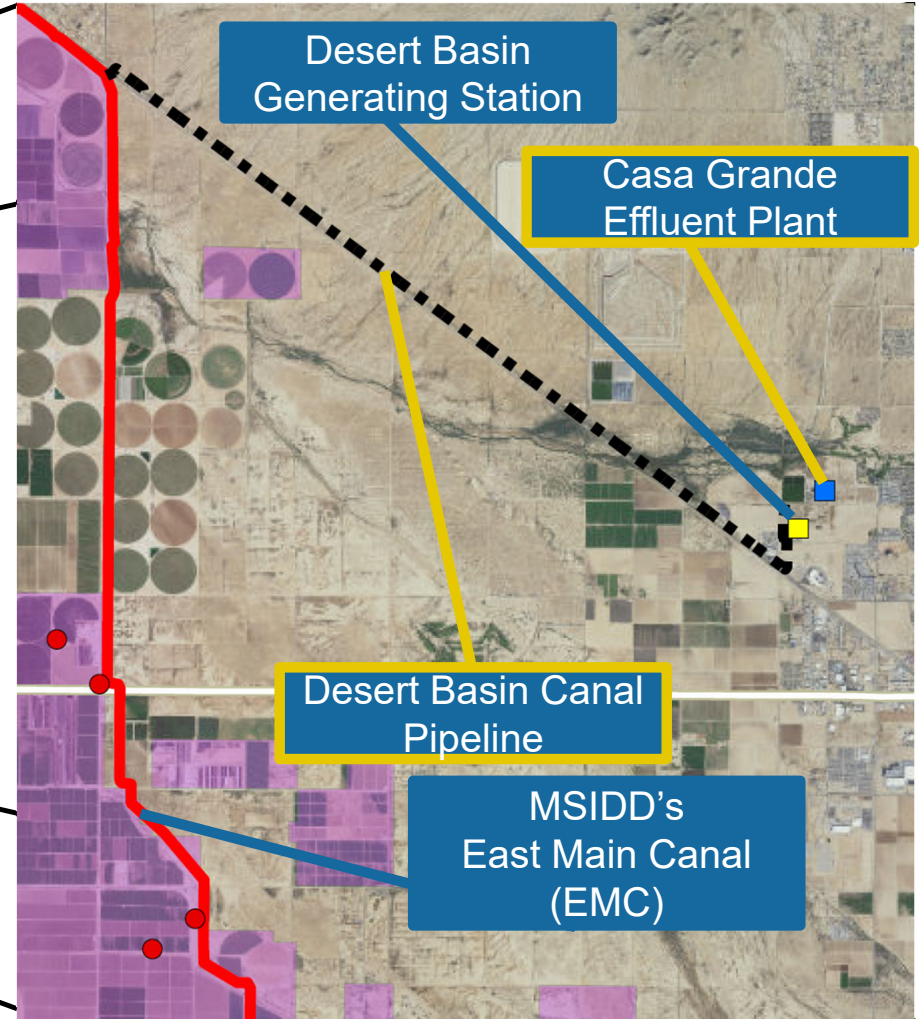 Desert Basin
Generating Station
Casa Grande
Effluent Plant
Desert Basin Canal
Pipeline
MSIDD’s
East Main Canal
(EMC)